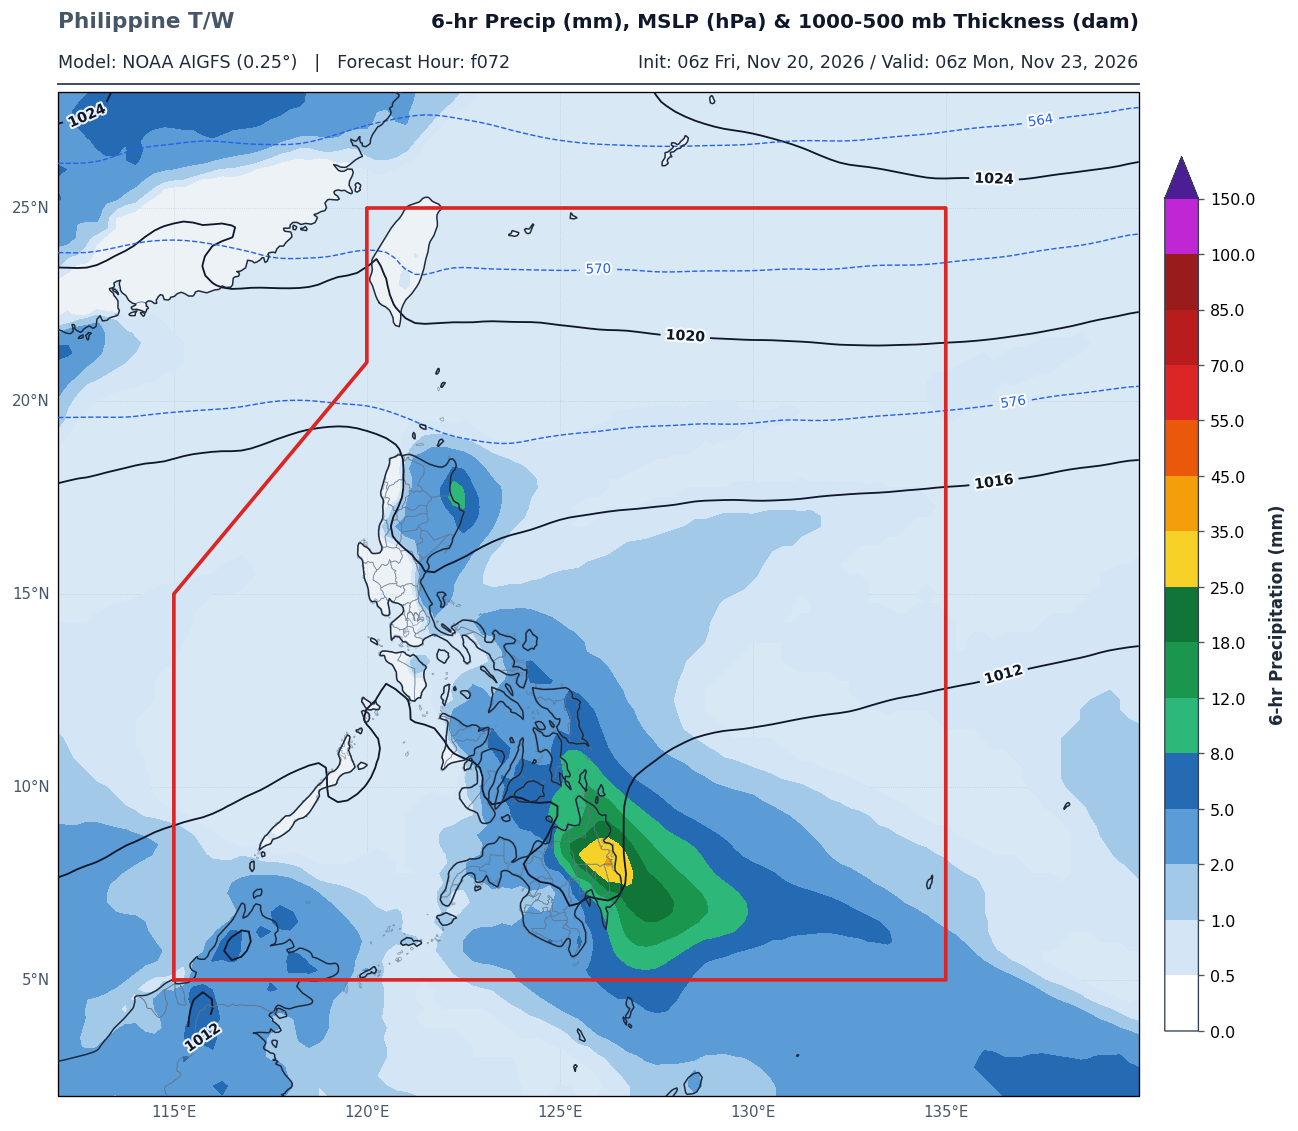 Philippine T/W
6-hr Precip (mm), MSLP (hPa) & 1000-500 mb Thickness (dam)
Model: NOAA AIGFS (0.25°) | Forecast Hour: f072
Init: 06z Fri, Nov 20, 2026 / Valid: 06z Mon, Nov 23, 2026
1024
564
1024
25°N
570
1020
20°N
576
1016
15°N
1012
10°N
5°N
1012
115°E
120°E
125°E
130°E
135°E
150.0
100.0
85.0
70.0
55.0
45.0
35.0
25.0
18.0
12.0
8.0
5.0
2.0
1.0
0.5
0.0
6-hr Precipitation (mm)